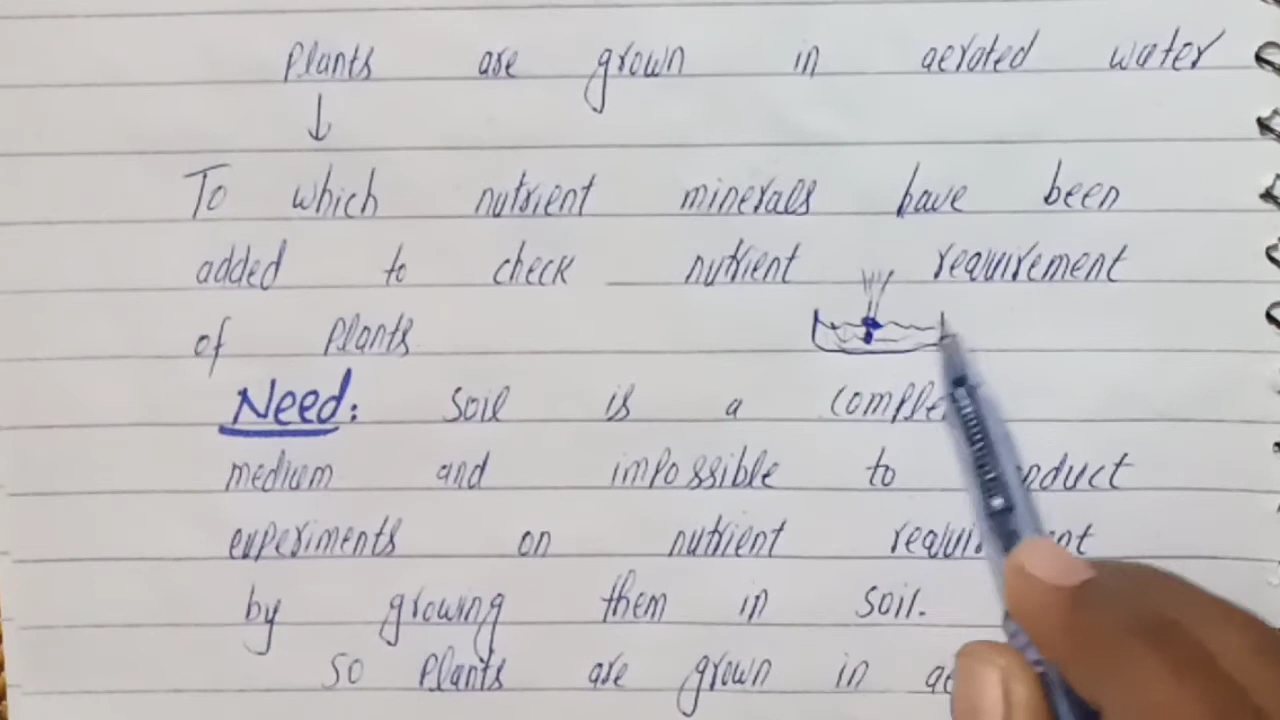 Plants are grown in aerated water
To which nutrient minerals have been
added to check nutrient requirement
of Plants
Need: Soil is a
medium and impossible to
experiments on nutrient
by growing them in soil.
So Plants are grown in